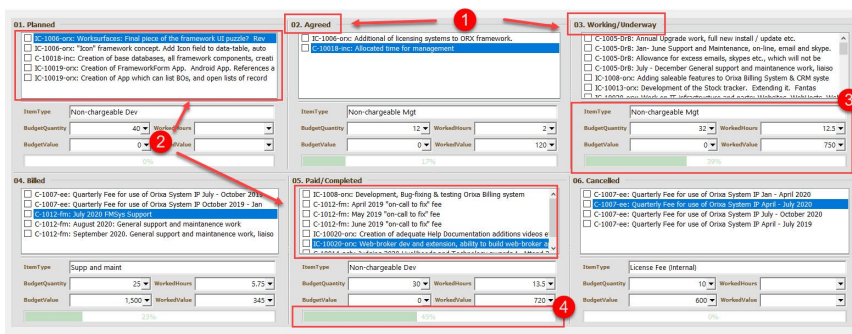 01. Planned
IC-1006-orx: Worksurfaces: Final piece of the framework UI puzzle? Rev
IC-1006-orx: "Icon" framework concept. Add Icon field to data-table, auto
C-10018-inc: Creation of base databases, all framework components, creati
IC-10019-orx: Creation of FrameworkForm App. Android App. References a
IC-10019-orx: Creation of App which can list BOs, and open lists of record
ItemType Non-chargeable Dev
BudgetQuantity 40 WorkedHours
BudgetValue 0
0%
2
02. Agreed
1
IC-1006-orx: Additional of licensing systems to ORX framework.
C-10018-inc: Allocated time for management
ItemType Non-chargeable Mgt
BudgetQuantity 12 WorkedHours 2
BudgetValue 0 WorkedValue 120
17%
03. Working/Underway
C-1005-DrB: Annual Upgrade work, full new install / update etc.
C-1005-DrB: Jan- June Support and Maintenance, on-line, email and skype.
C-1005-DrB: Allowance for excess emails, skypes etc., which will not be
C-1005-DrB: July - December General support and maintenance work, liaiso
IC-1008-orx: Adding saleable features to Orixa Billing System & CRM syste
IC-10013-orx: Development of the Stock tracker. Extending it. Fantas
3
ItemType Non-chargeable Mgt
BudgetQuantity 32 WorkedHours 12.5
BudgetValue 0 WorkedValue 750
39%
04. Billed
C-1007-ee: Quarterly Fee for use of Orixa System IP July - October 2019
C-1007-ee: Quarterly Fee for use of Orixa System IP October 2019 - Jan
C-1012-fm: July 2020 FMSys Support
C-1012-fm: August 2020: General support and maintanence work
C-1012-fm: September 2020. General support and maintanence work, liaiso
ItemType Supp and maint
BudgetQuantity 25 WorkedHours 5.75
BudgetValue 1,500 WorkedValue 345
23%
05. Paid/Completed
IC-1008-orx: Development, Bug-fixing & testing Orixa Billing system
C-1012-fm: April 2019 "on-call to fix" fee
C-1012-fm: May 2019 "on-call to fix" fee
C-1012-fm: June 2019 "on-call to fix" fee
IC-10020-orx: Creation of adequate Help Documentation additions videos e
IC-10020-orx: Web-broker dev and extension, ability to build web-broker a
ItemType Non-chargeable Dev
BudgetQuantity 30 WorkedHours 13.5
BudgetValue 0 WorkedValue 720
45%
4
06. Cancelled
C-1007-ee: Quarterly Fee for use of Orixa System IP Jan - April 2020
C-1007-ee: Quarterly Fee for use of Orixa System IP April - July 2020
C-1007-ee: Quarterly Fee for use of Orixa System IP July - October 2020
C-1007-ee: Quarterly Fee for use of Orixa System IP April - July 2020
ItemType License Fee (Internal)
BudgetQuantity 10 WorkedHours
BudgetValue 600 WorkedValue
0%